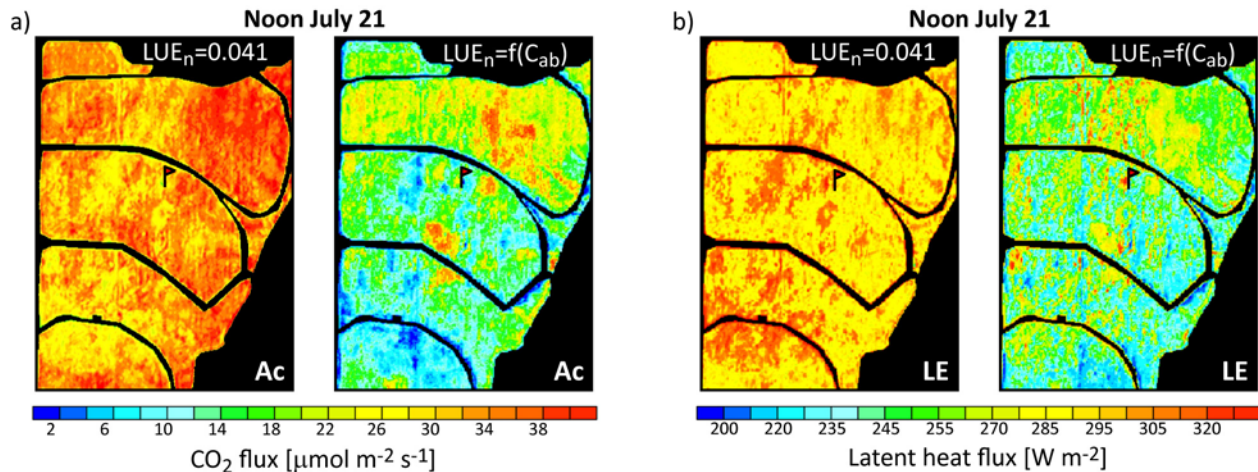 a)
Noon July 21
LUEn=0.041
LUEn=f(Cab)
Ac
Ac
2 6 10 14 18 22 26 30 34 38
CO2 flux [μmol m-2 s-1]
b)
Noon July 21
LUEn=0.041
LUEn=f(Cab)
LE
LE
200 220 235 245 255 270 285 295 305 320
Latent heat flux [W m-2]